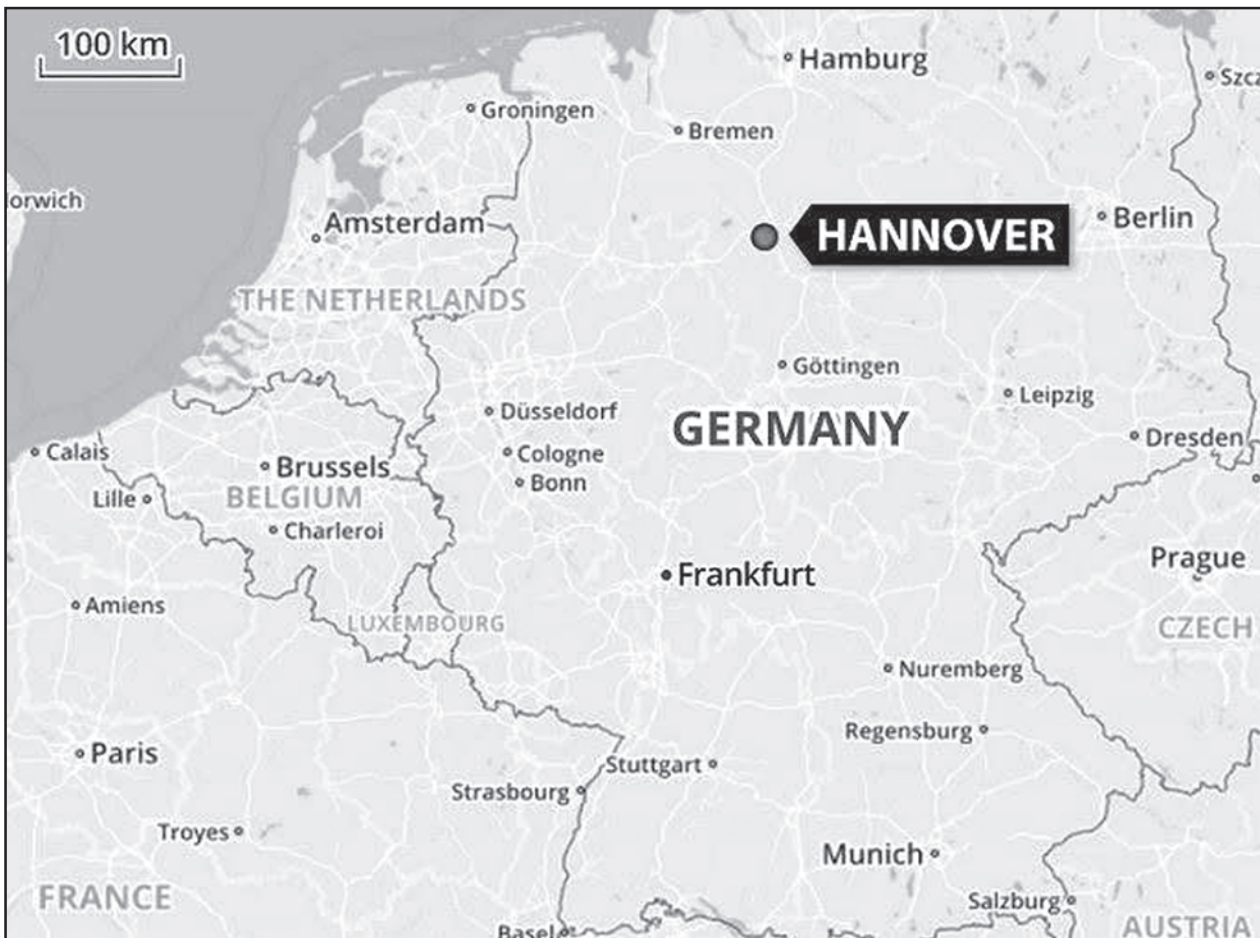 100 km
Hamburg
Szcz
Groningen
Bremen
orwich
Amsterdam
HANNOVER
Berlin
THE NETHERLANDS
Göttingen
Leipzig
Düsseldorf
GERMANY
Dresden
Calais
Cologne
Brussels
Bonn
Lille
BELGIUM
Charleroi
Prague
Frankfurt
Amiens
LUXEMBOURG
CZECH
Nuremberg
Regensburg
Paris
Stuttgart
Strasbourg
Troyes
Munich
FRANCE
Salzburg
AUSTRIA
Basel